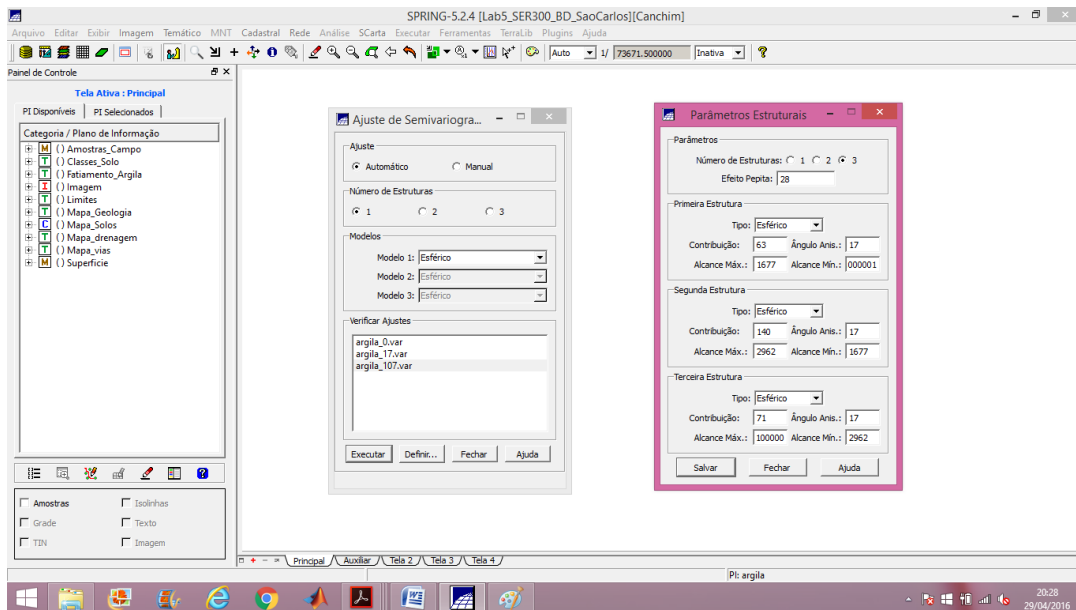 SPRING-5.2.4 [Lab5_SER300_BD_SaoCarlos][Canchim]
Arquivo Editar Exibir Imagem Temático MNT Cadastral Rede Análise SCarta Executar Ferramentas TerraLib Plugins Ajuda
Auto 1/ 73671.500000 Inativa
Painel de Controle
Tela Ativa : Principal
PI Disponíveis PI Selecionados
Categoria / Plano de Informação
M () Amostras_Campo
T () Classes_Solo
T () Fatiamento_Argila
I () Imagem
T () Limites
T () Mapa_Geologia
C () Mapa_Solos
T () Mapa_drenagem
T () Mapa_vias
M () Superficie
Amostras Isolinhas
Grade Texto
TIN Imagem
Ajuste de Semivariogra...
Ajuste
Automático Manual
Número de Estruturas
1 2 3
Modelos
Modelo 1: Esférico
Modelo 2: Esférico
Modelo 3: Esférico
Verificar Ajustes
argila_0.var
argila_17.var
argila_107.var
Executar Definir... Fechar Ajuda
Parâmetros Estruturais
Parâmetros
Número de Estruturas: 1 2 3
Efeito Pepita: 28
Primeira Estrutura
Tipo: Esférico
Contribuição: 63 Ângulo Anis.: 17
Alcance Máx.: 1677 Alcance Mín.: 000001
Segunda Estrutura
Tipo: Esférico
Contribuição: 140 Ângulo Anis.: 17
Alcance Máx.: 2962 Alcance Mín.: 1677
Terceira Estrutura
Tipo: Esférico
Contribuição: 71 Ângulo Anis.: 17
Alcance Máx.: 100000 Alcance Mín.: 2962
Salvar Fechar Ajuda
Principal Auxiliar Tela 2 Tela 3 Tela 4
PI: argila
20:28
29/04/2016